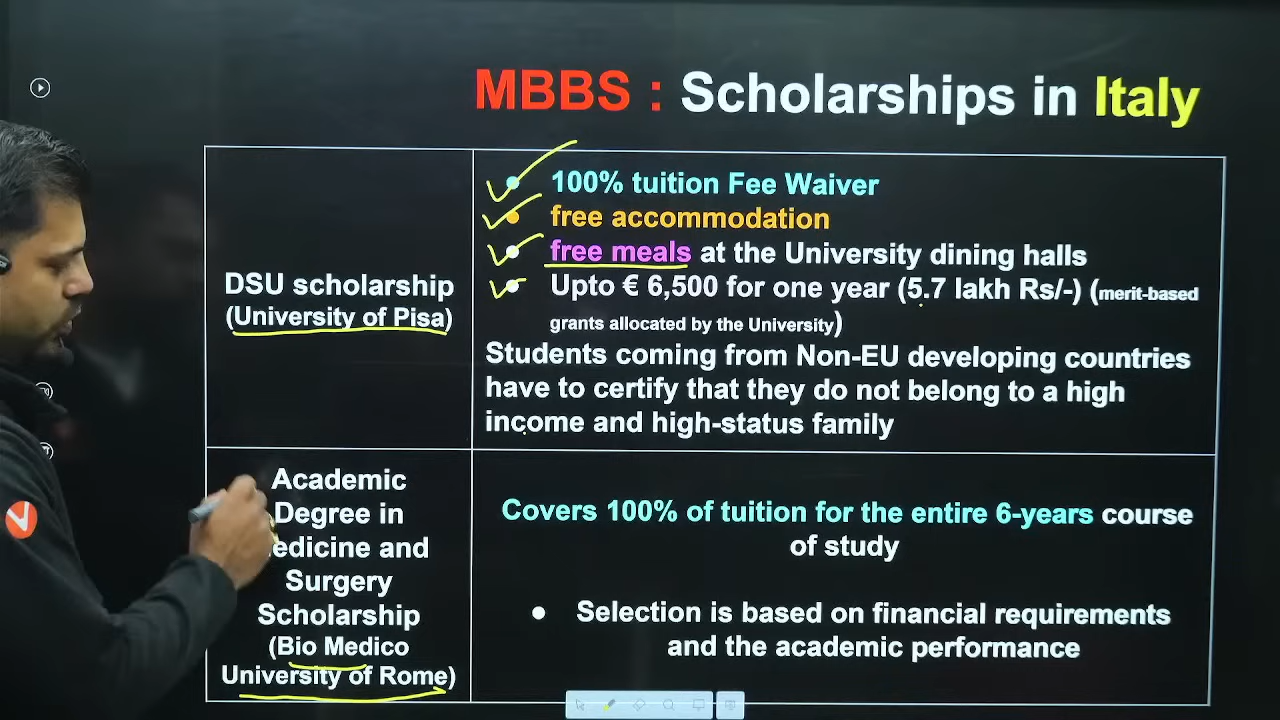 MBBS : Scholarships in Italy
DSU scholarship
(University of Pisa)
100% tuition Fee Waiver
free accommodation
free meals at the University dining halls
Upto € 6,500 for one year (5.7 lakh Rs/-) (merit-based
grants allocated by the University)
Students coming from Non-EU developing countries
have to certify that they do not belong to a high
income and high-status family
Academic
Degree in
edicine and
Surgery
Scholarship
(Bio Medico
University of Rome)
Covers 100% of tuition for the entire 6-years course
of study
Selection is based on financial requirements
and the academic performance